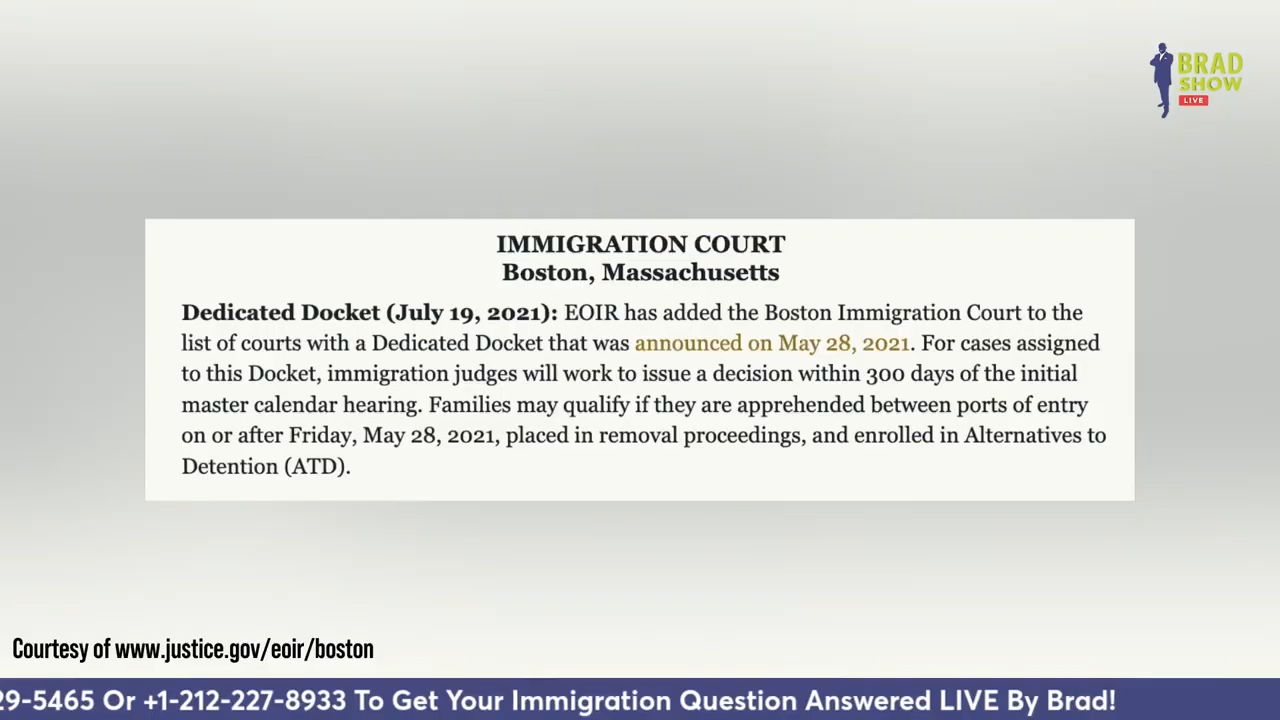 BRAD
SHOW
LIVE
IMMIGRATION COURT
Boston, Massachusetts
Dedicated Docket (July 19, 2021): EOIR has added the Boston Immigration Court to the
list of courts with a Dedicated Docket that was announced on May 28, 2021. For cases assigned
to this Docket, immigration judges will work to issue a decision within 300 days of the initial
master calendar hearing. Families may qualify if they are apprehended between ports of entry
on or after Friday, May 28, 2021, placed in removal proceedings, and enrolled in Alternatives to
Detention (ATD).
Courtesy of www.justice.gov/eoir/boston
29-5465 Or +1-212-227-8933 To Get Your Immigration Question Answered LIVE By Brad!